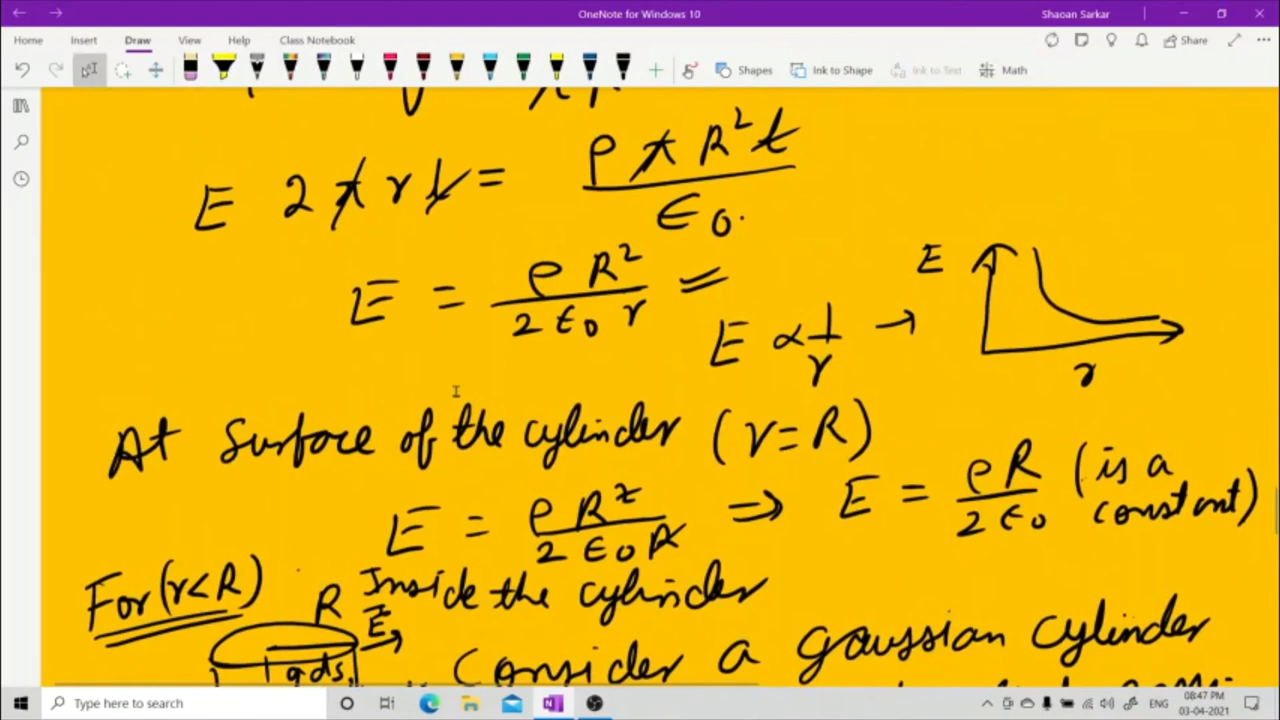 OneNote for Windows 10
Shaoan Sarkar
Home Insert Draw View Help Class Notebook
Share
Shapes Ink to Shape Ink to Text Math
E 2πrl = ρπR²l / ϵ₀
E = ρR² / 2ϵ₀r =
E ∝ 1/r →
E
r
At Surface of the cylinder (r=R)
E = ρR² / 2ϵ₀R ⇒ E = ρR / 2ϵ₀ (is a constant)
For (r<R) Inside the cylinder
R
E
ds
Consider a gaussian cylinder
Type here to search
ENG
08:47 PM
03-04-2021